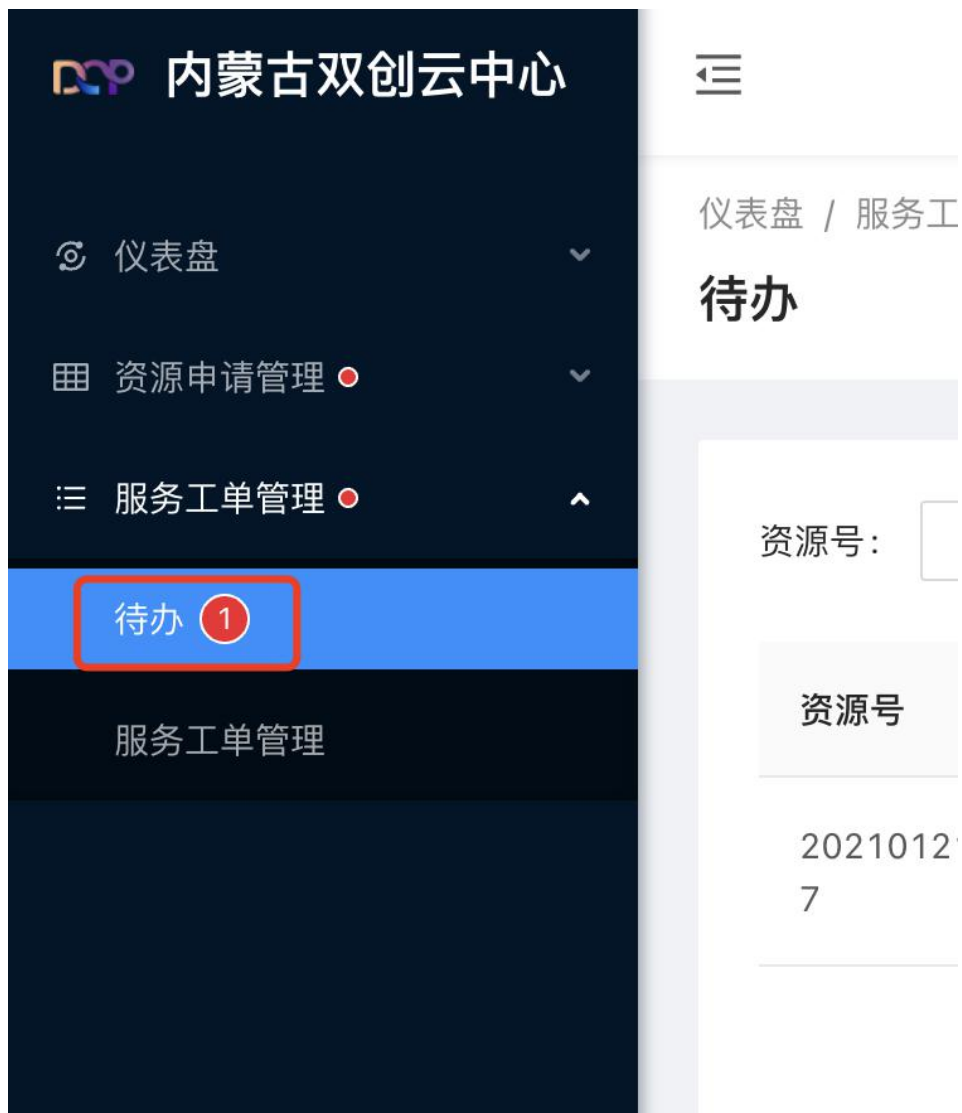 DCP 内蒙古双创云中心
仪表盘
资源申请管理
服务工单管理
待办 1
服务工单管理
仪表盘 / 服务工
待办
资源号:
资源号
2021012
7